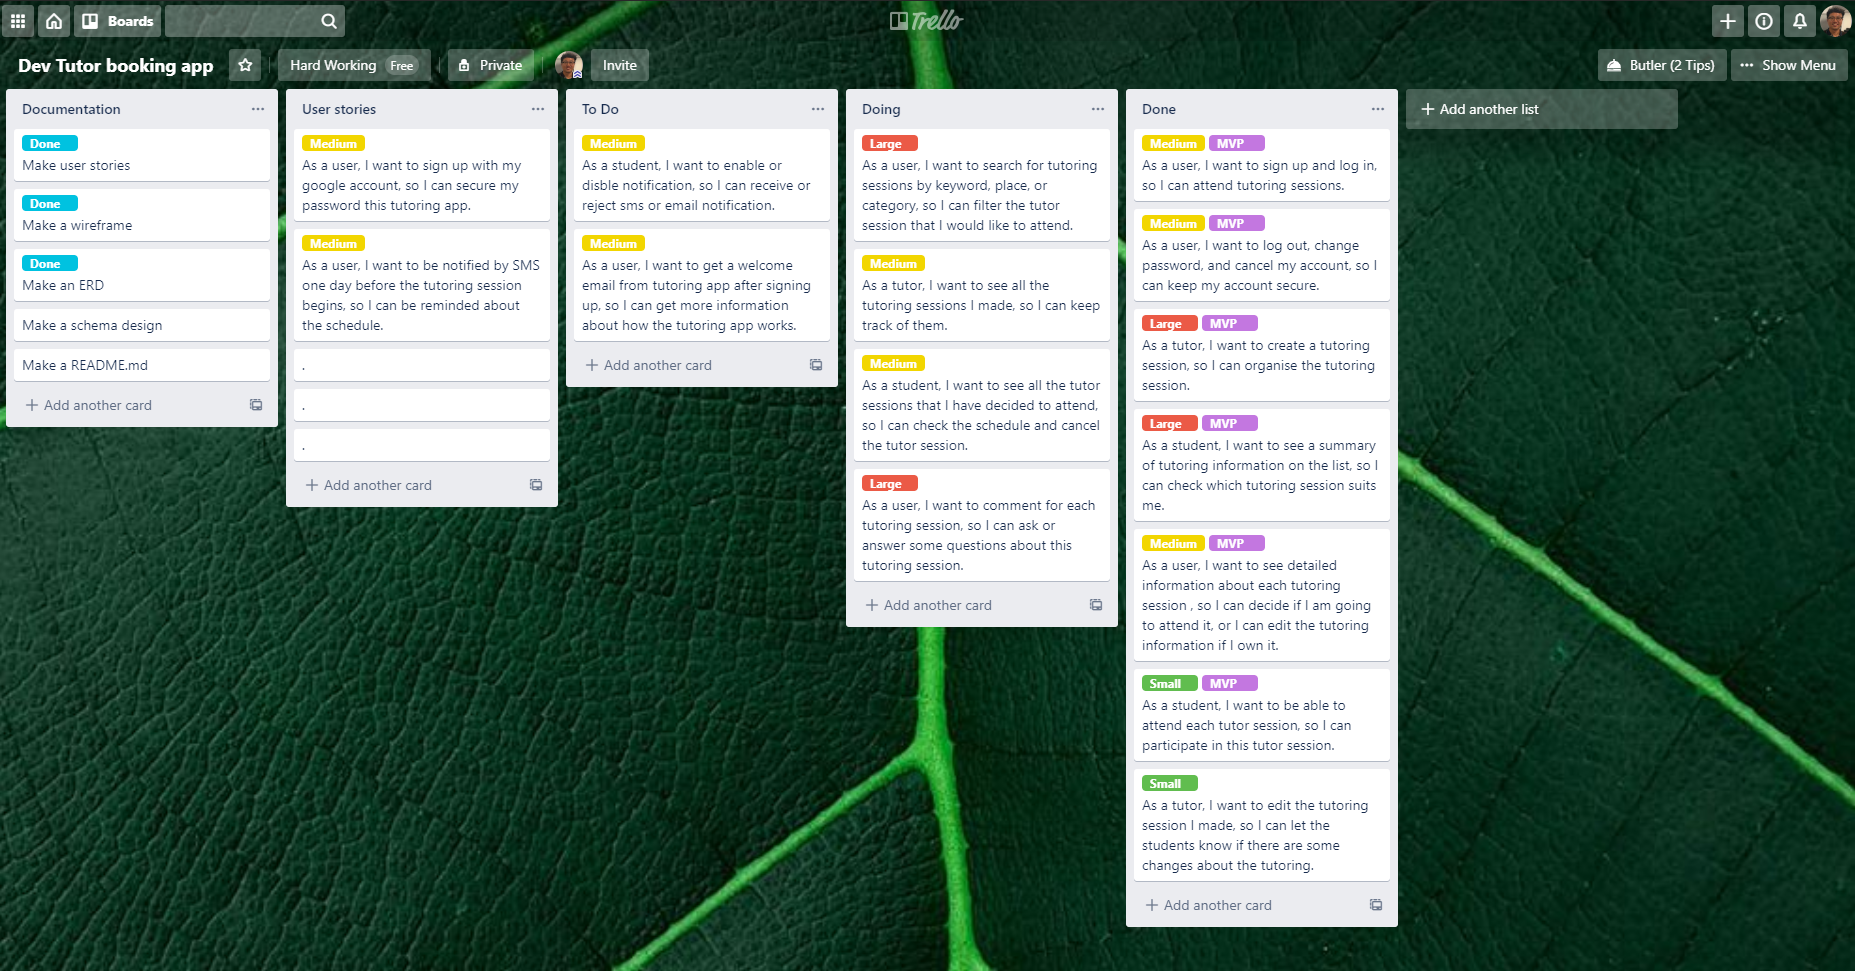 Boards
Trello
Dev Tutor booking app
Hard Working Free
Private
Invite
Butler (2 Tips)
Show Menu
Documentation
Done
Make user stories
Done
Make a wireframe
Done
Make an ERD
Make a schema design
Make a README.md
Add another card
User stories
Medium
As a user, I want to sign up with my
google account, so I can secure my
password this tutoring app.
Medium
As a user, I want to be notified by SMS
one day before the tutoring session
begins, so I can be reminded about
the schedule.
.
.
.
Add another card
To Do
Medium
As a student, I want to enable or
disble notification, so I can receive or
reject sms or email notification.
Medium
As a user, I want to get a welcome
email from tutoring app after signing
up, so I can get more information
about how the tutoring app works.
Add another card
Doing
Large
As a user, I want to search for tutoring
sessions by keyword, place, or
category, so I can filter the tutor
session that I would like to attend.
Medium
As a tutor, I want to see all the
tutoring sessions I made, so I can keep
track of them.
Medium
As a student, I want to see all the tutor
sessions that I have decided to attend,
so I can check the schedule and cancel
the tutor session.
Large
As a user, I want to comment for each
tutoring session, so I can ask or
answer some questions about this
tutoring session.
Add another card
Done
Medium MVP
As a user, I want to sign up and log in,
so I can attend tutoring sessions.
Medium MVP
As a user, I want to log out, change
password, and cancel my account, so I
can keep my account secure.
Large MVP
As a tutor, I want to create a tutoring
session, so I can organise the tutoring
session.
Large MVP
As a student, I want to see a summary
of tutoring information on the list, so I
can check which tutoring session suits
me.
Medium MVP
As a user, I want to see detailed
information about each tutoring
session , so I can decide if I am going
to attend it, or I can edit the tutoring
information if I own it.
Small MVP
As a student, I want to be able to
attend each tutor session, so I can
participate in this tutor session.
Small
As a tutor, I want to edit the tutoring
session I made, so I can let the
students know if there are some
changes about the tutoring.
Add another card
Add another list